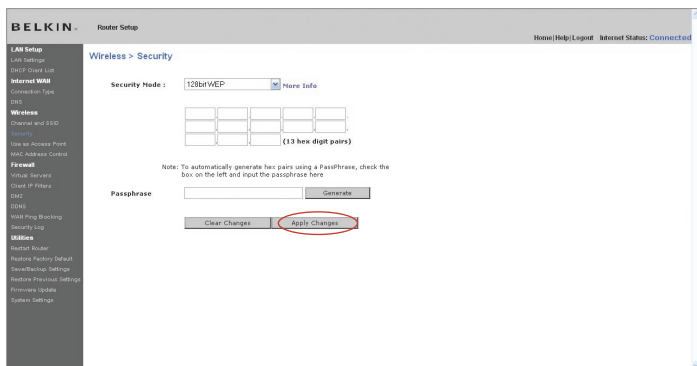 BELKIN. Router Setup
Home|Help|Logout Internet Status: Connected
LAN Setup
LAN Settings
DHCP Client List
Internet WAN
Connection Type
DNS
Wireless
Channel and SSID
Security
Use as Access Point
MAC Address Control
Firewall
Virtual Servers
Client IP Filters
DMZ
DDNS
WAN Ping Blocking
Security Log
Utilities
Restart Router
Restore Factory Default
Save/Backup Settings
Restore Previous Settings
Firmware Update
System Settings
Wireless > Security
Security Mode : 128bit WEP More Info
(13 hex digit pairs)
Note: To automatically generate hex pairs using a PassPhrase, check the
box on the left and input the passphrase here
Passphrase Generate
Clear Changes Apply Changes